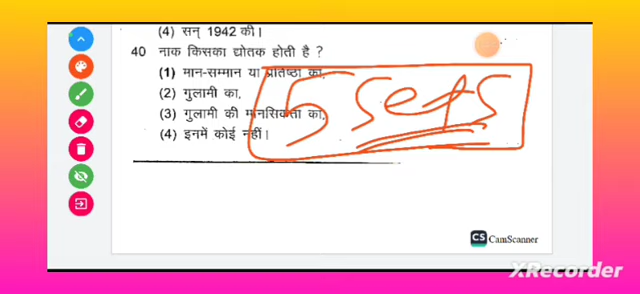 (4) सन् 1942 की।
40 नाक किसका द्योतक होती है ?
(1) मान-सम्मान या प्रतिष्ठा का.
(2) गुलामी का.
(3) गुलामी की मानसिकता का.
(4) इनमें कोई नहीं।
5 sets
CS CamScanner
XRecorder